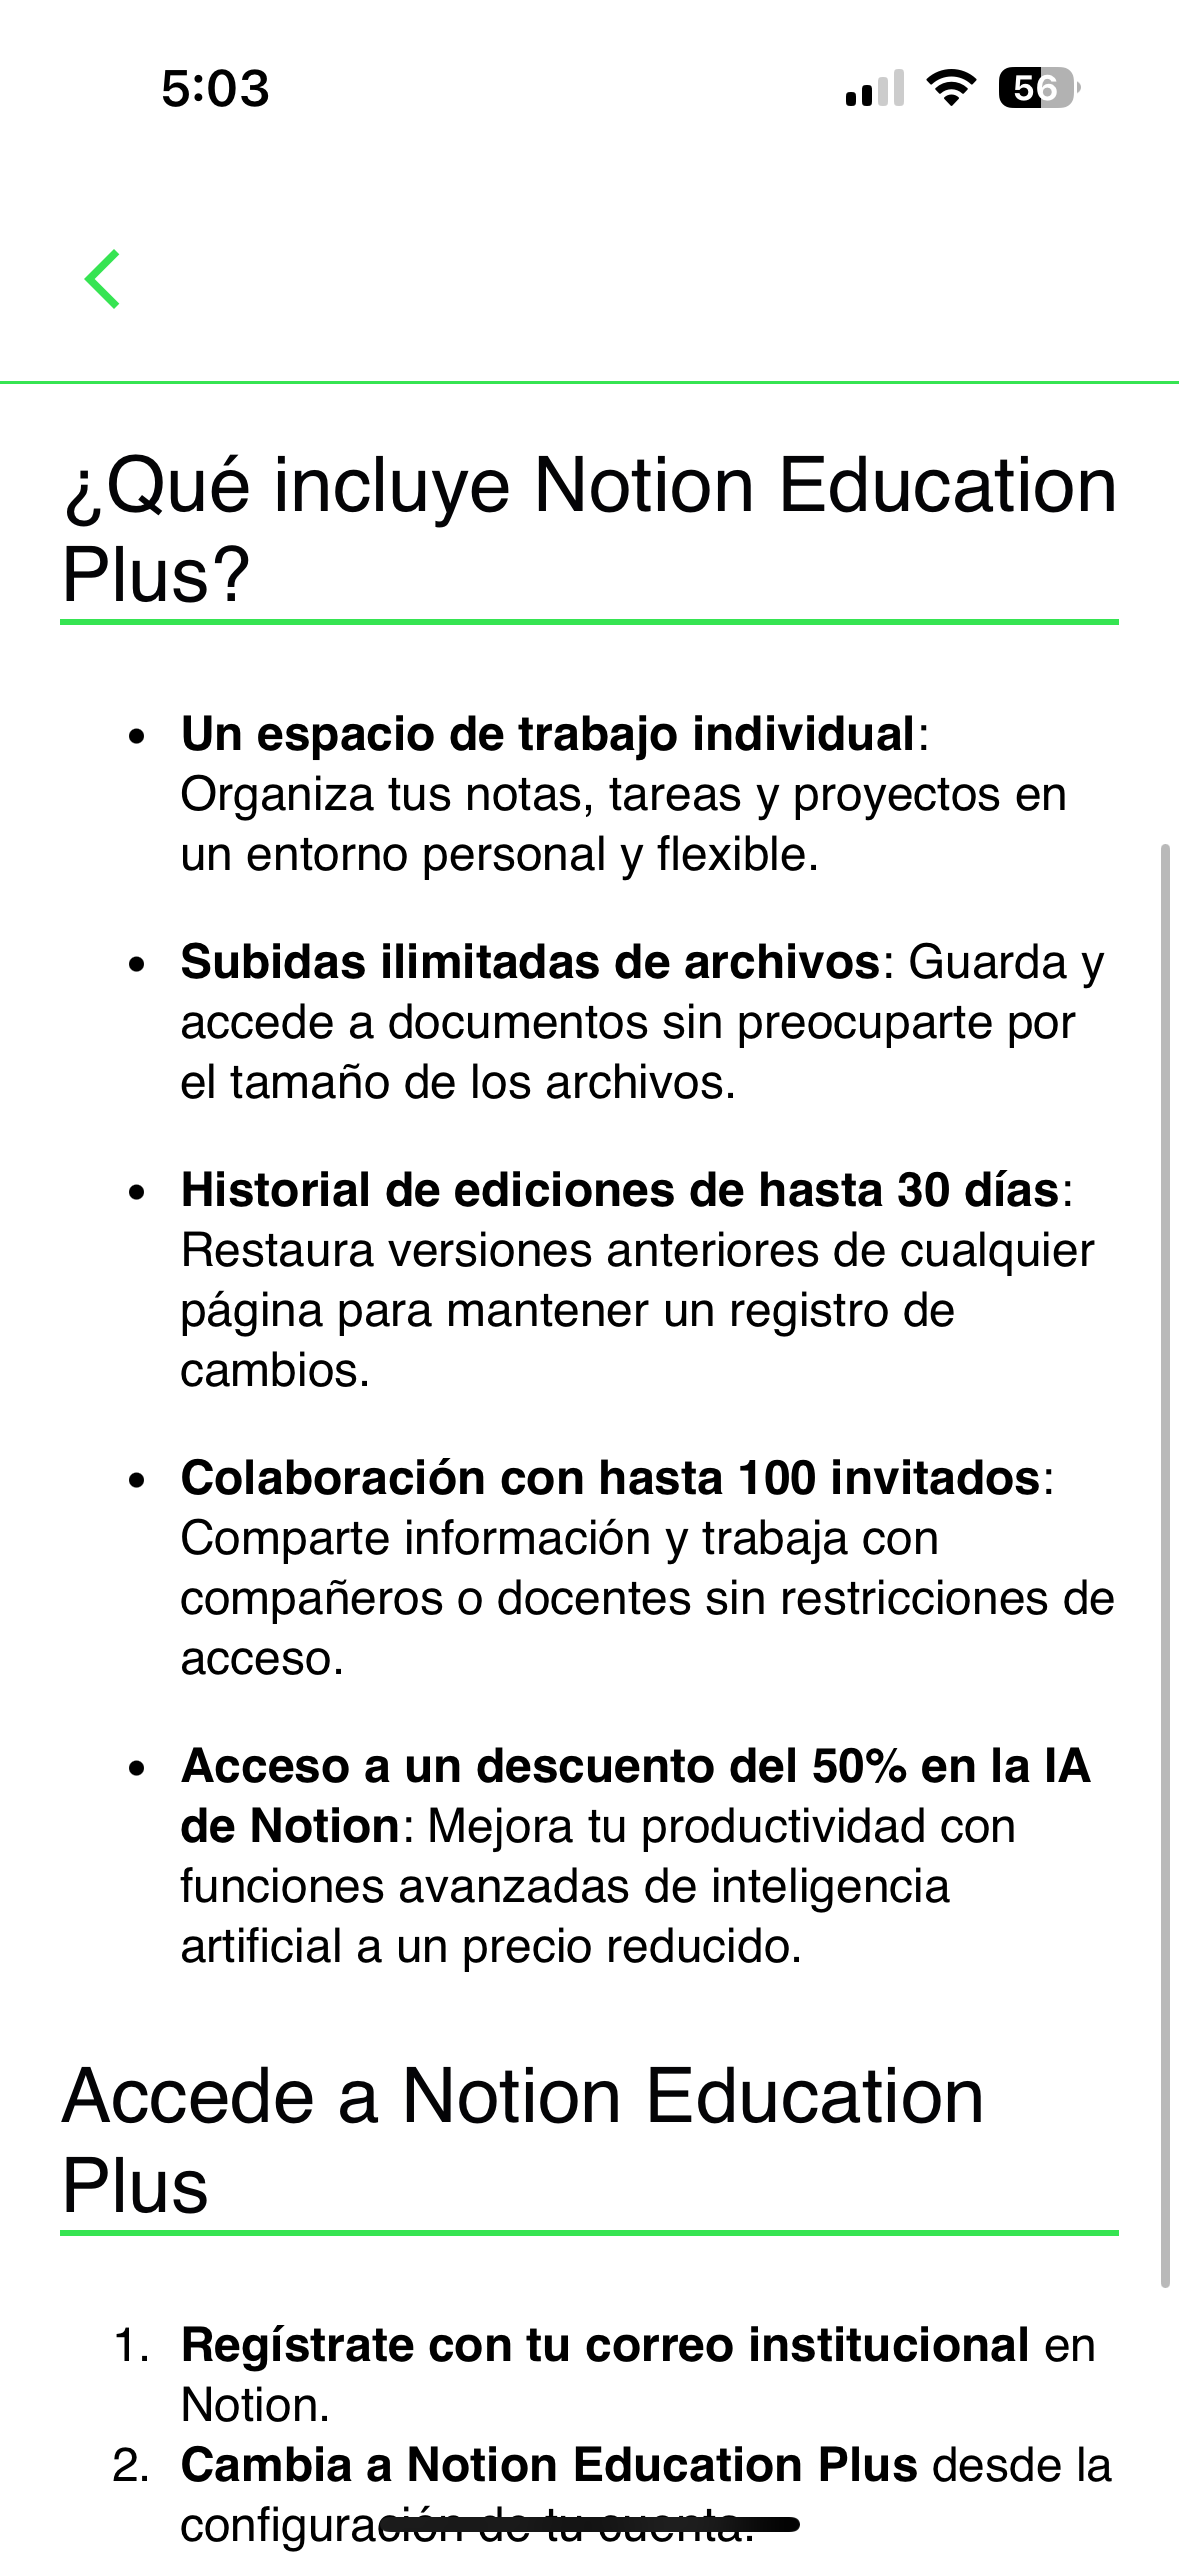 5:03
56
¿Qué incluye Notion Education
Plus?
• Un espacio de trabajo individual:
Organiza tus notas, tareas y proyectos en
un entorno personal y flexible.
• Subidas ilimitadas de archivos: Guarda y
accede a documentos sin preocuparte por
el tamaño de los archivos.
• Historial de ediciones de hasta 30 días:
Restaura versiones anteriores de cualquier
página para mantener un registro de
cambios.
• Colaboración con hasta 100 invitados:
Comparte información y trabaja con
compañeros o docentes sin restricciones de
acceso.
• Acceso a un descuento del 50% en la IA
de Notion: Mejora tu productividad con
funciones avanzadas de inteligencia
artificial a un precio reducido.
Accede a Notion Education
Plus
1. Regístrate con tu correo institucional en
Notion.
2. Cambia a Notion Education Plus desde la
configuración de tu cuenta.